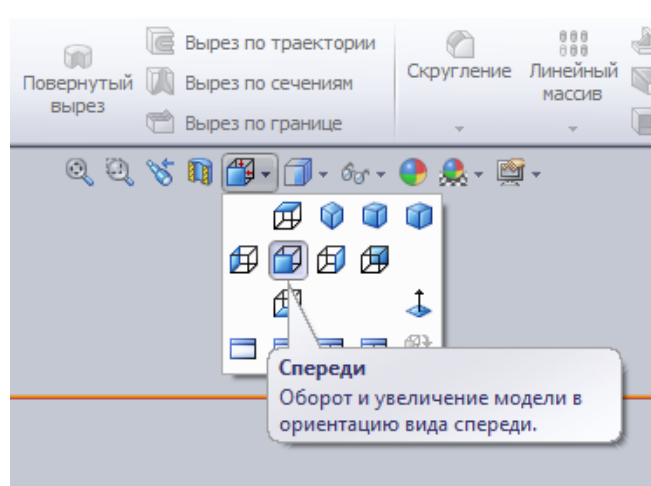 Повернутый
вырез
Вырез по траектории
Вырез по сечениям
Вырез по границе
Скругление
Линейный
массив
Спереди
Оборот и увеличение модели в
ориентацию вида спереди.